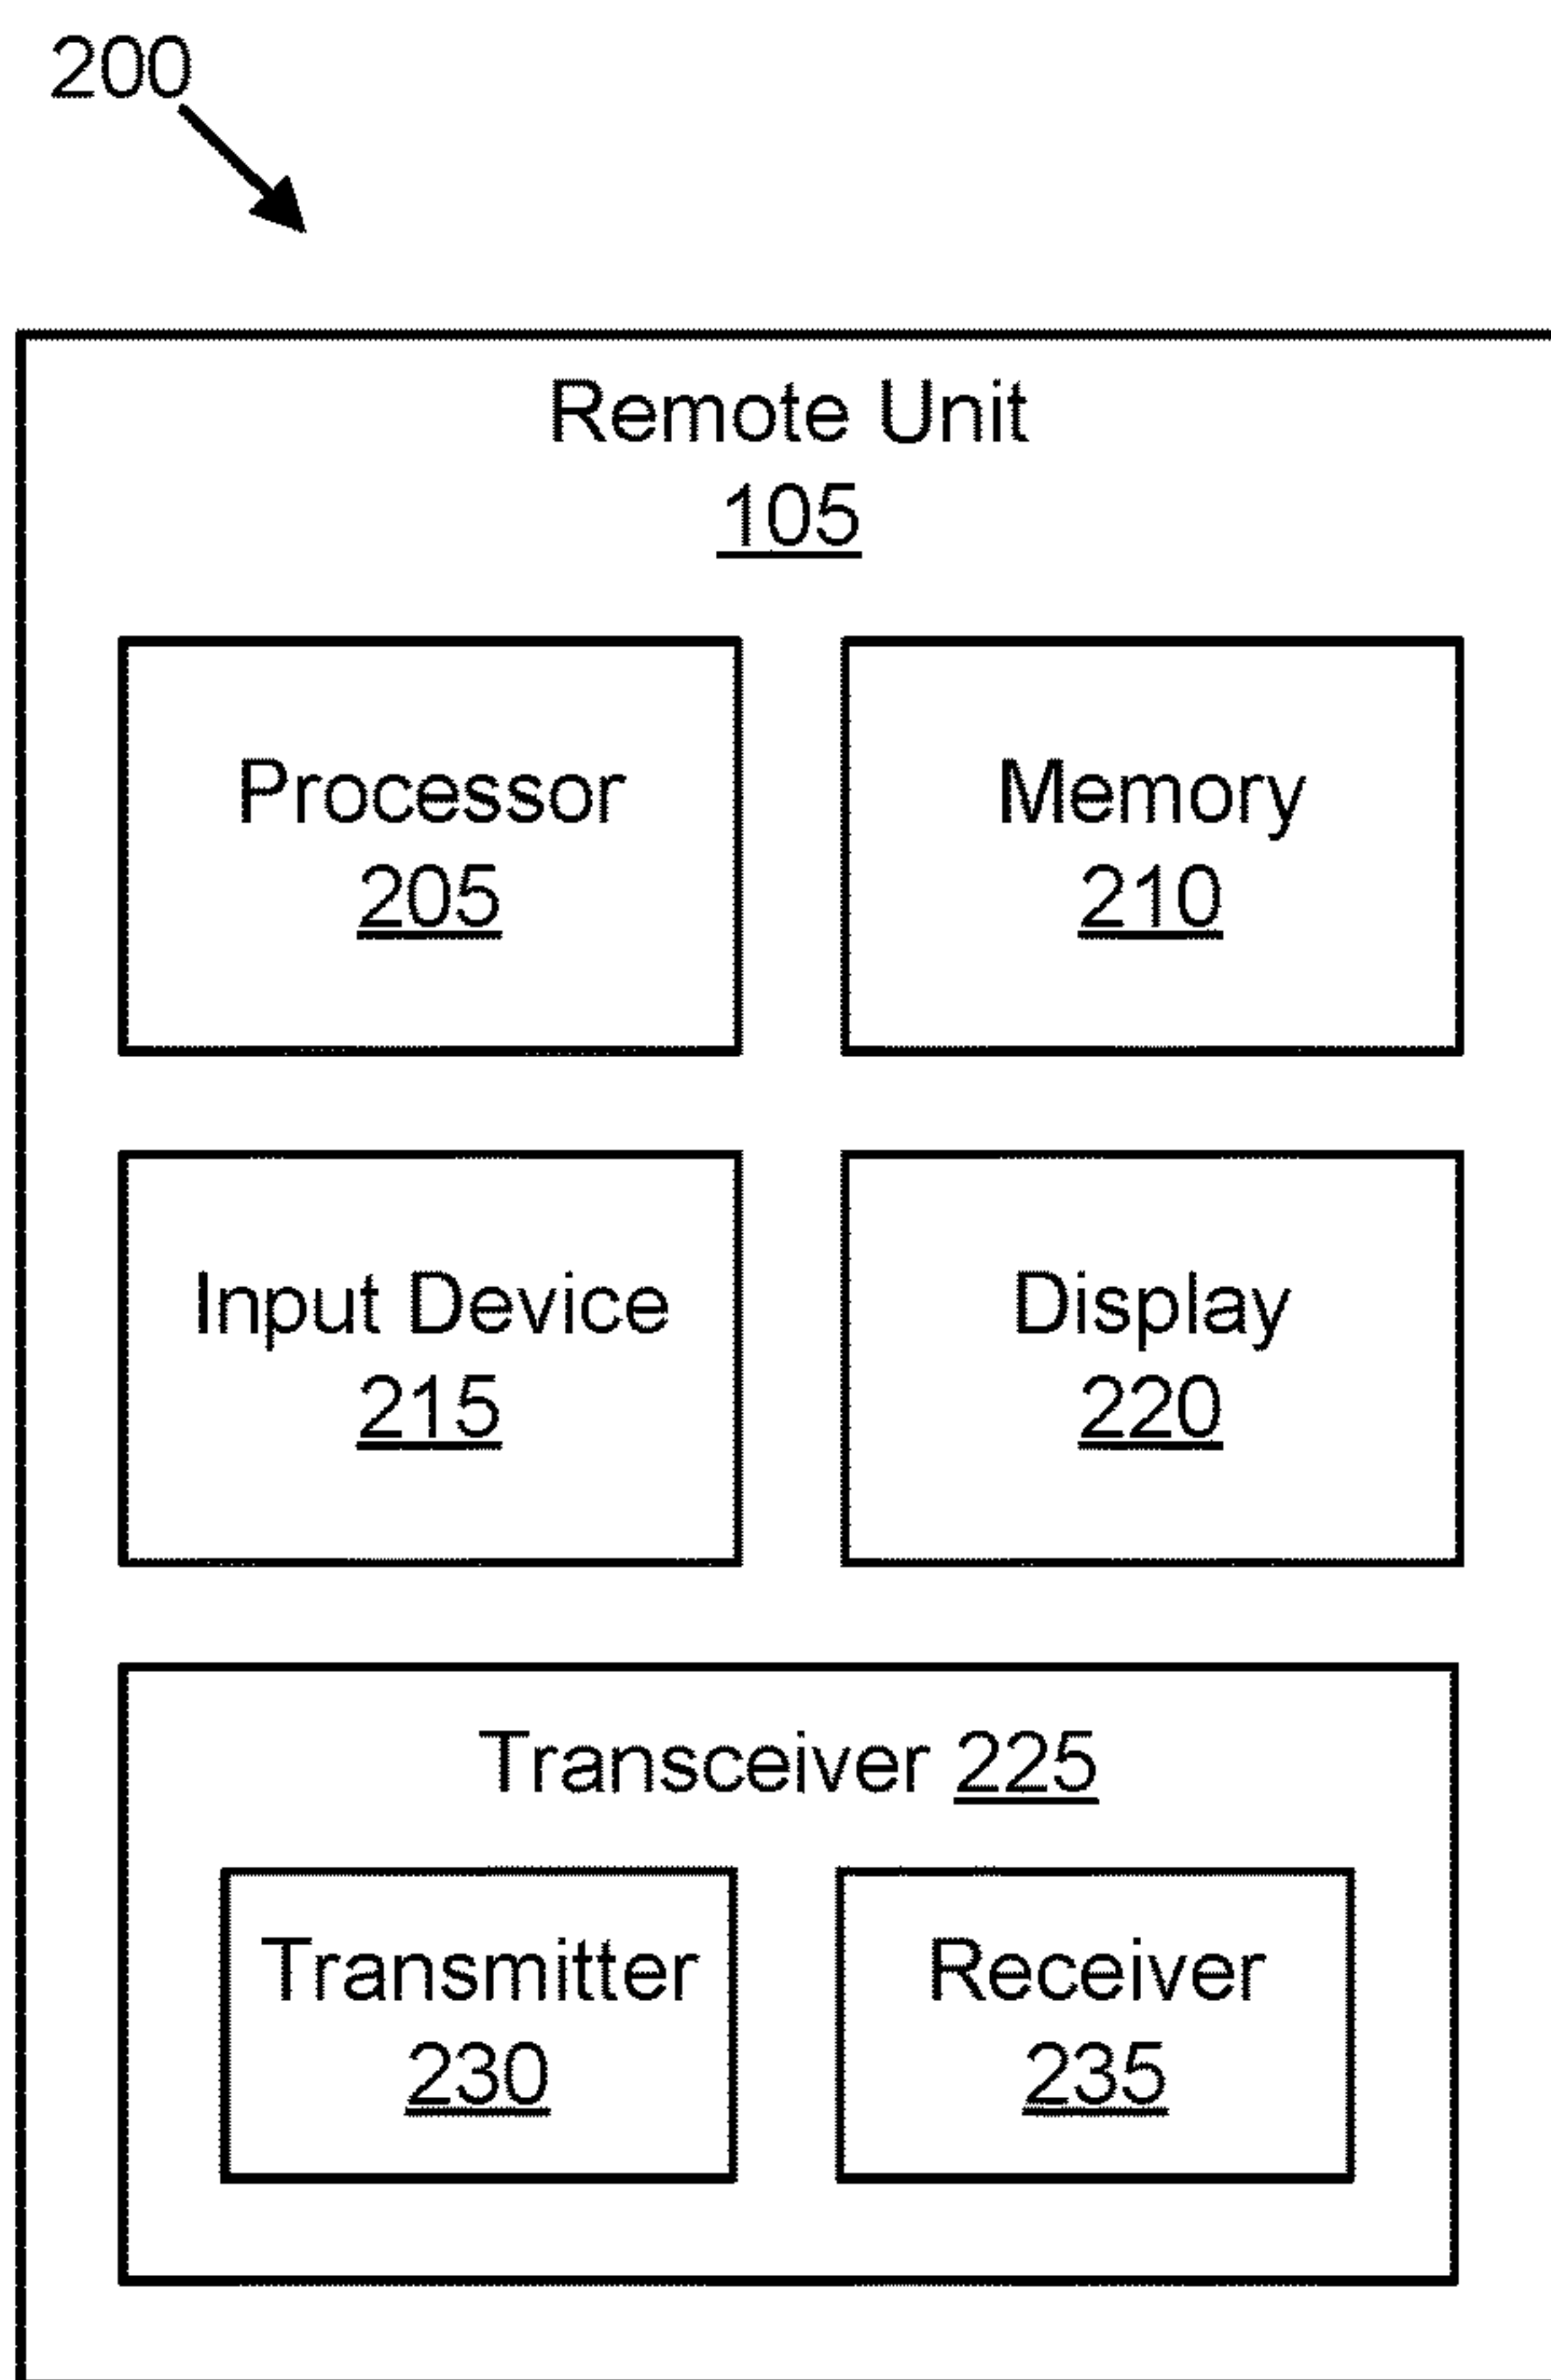 200
Remote Unit
105
Processor
205
Memory
210
Input Device
215
Display
220
Transceiver 225
Transmitter
230
Receiver
235